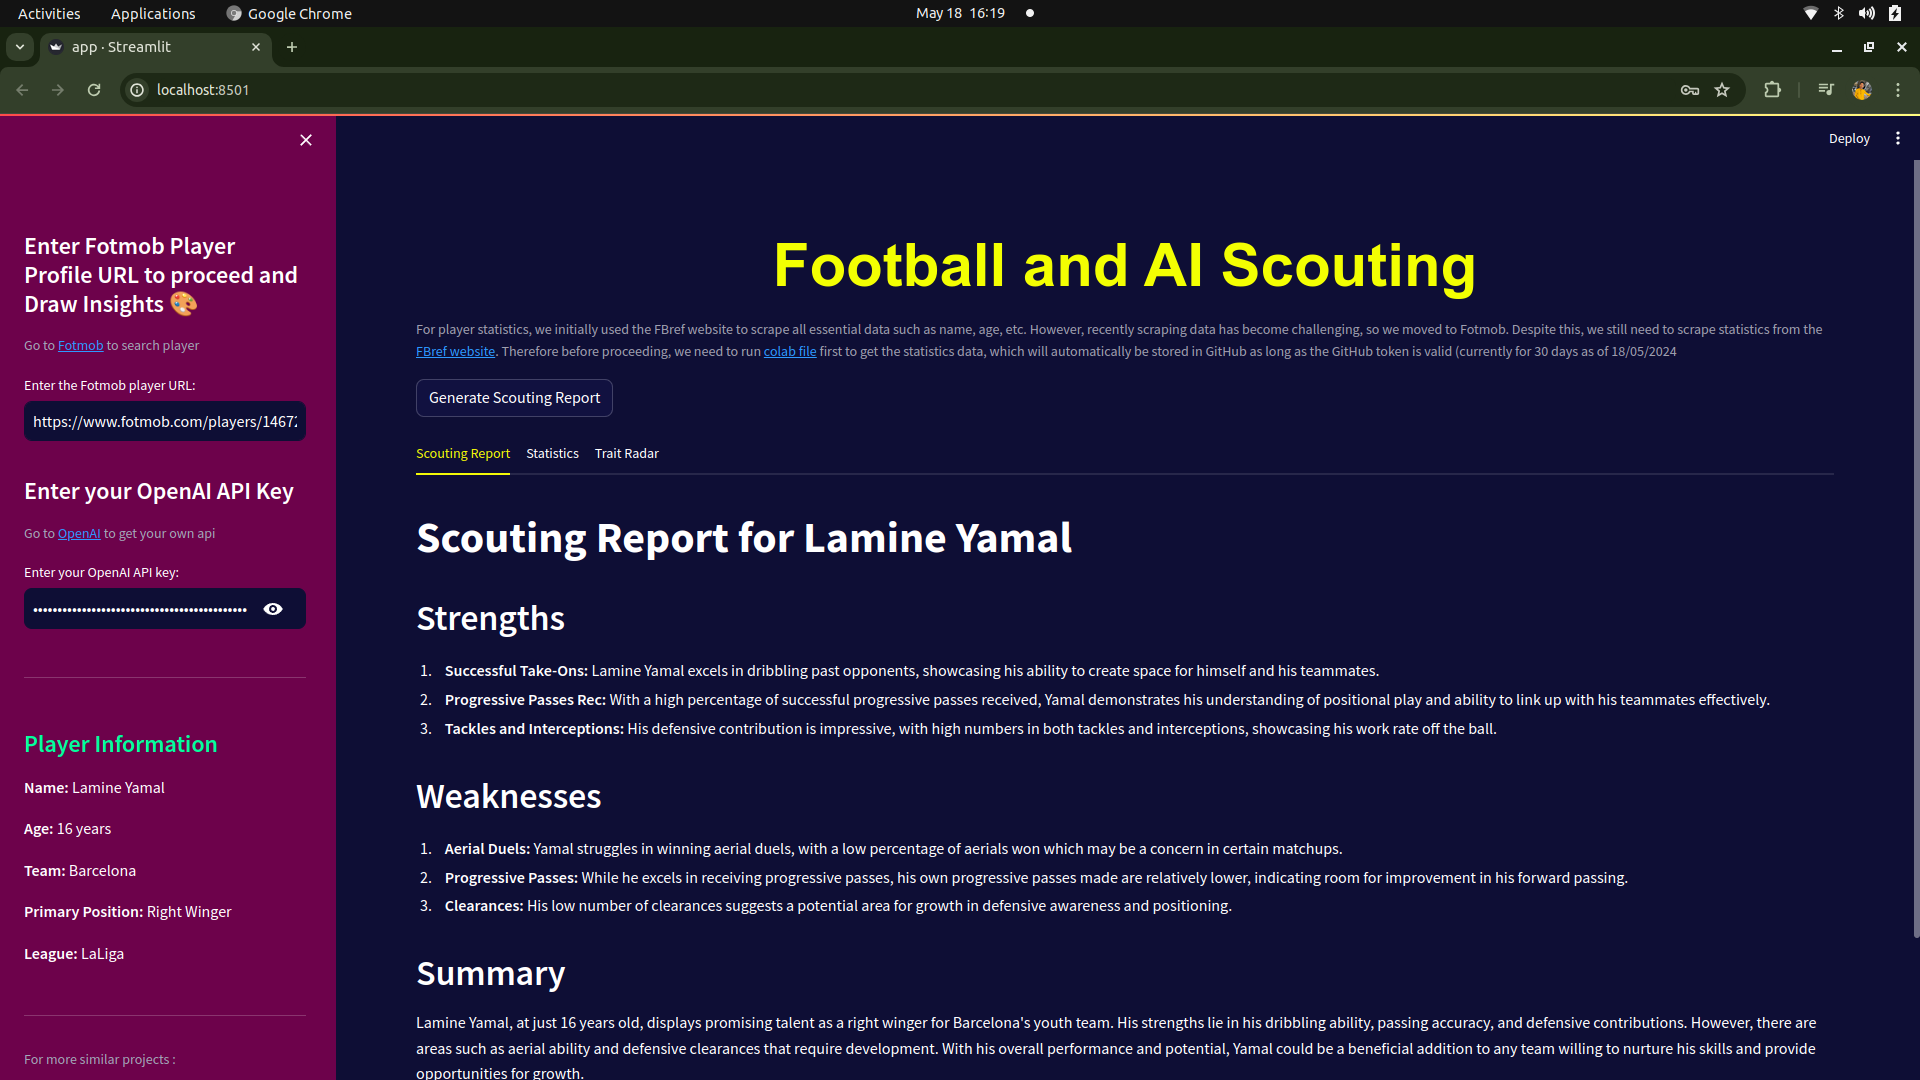 Activities Applications Google Chrome May 18 16:19
app · Streamlit
localhost:8501
Deploy
Enter Fotmob Player
Profile URL to proceed and
Draw Insights 🎨
Go to Fotmob to search player
Enter the Fotmob player URL:
https://www.fotmob.com/players/1467
Enter your OpenAI API Key
Go to OpenAI to get your own api
Enter your OpenAI API key:
Player Information
Name: Lamine Yamal
Age: 16 years
Team: Barcelona
Primary Position: Right Winger
League: LaLiga
For more similar projects :
Football and AI Scouting
For player statistics, we initially used the FBref website to scrape all essential data such as name, age, etc. However, recently scraping data has become challenging, so we moved to Fotmob. Despite this, we still need to scrape statistics from the
FBref website. Therefore before proceeding, we need to run colab file first to get the statistics data, which will automatically be stored in GitHub as long as the GitHub token is valid (currently for 30 days as of 18/05/2024
Generate Scouting Report
Scouting Report Statistics Trait Radar
Scouting Report for Lamine Yamal
Strengths
1. Successful Take-Ons: Lamine Yamal excels in dribbling past opponents, showcasing his ability to create space for himself and his teammates.
2. Progressive Passes Rec: With a high percentage of successful progressive passes received, Yamal demonstrates his understanding of positional play and ability to link up with his teammates effectively.
3. Tackles and Interceptions: His defensive contribution is impressive, with high numbers in both tackles and interceptions, showcasing his work rate off the ball.
Weaknesses
1. Aerial Duels: Yamal struggles in winning aerial duels, with a low percentage of aerials won which may be a concern in certain matchups.
2. Progressive Passes: While he excels in receiving progressive passes, his own progressive passes made are relatively lower, indicating room for improvement in his forward passing.
3. Clearances: His low number of clearances suggests a potential area for growth in defensive awareness and positioning.
Summary
Lamine Yamal, at just 16 years old, displays promising talent as a right winger for Barcelona's youth team. His strengths lie in his dribbling ability, passing accuracy, and defensive contributions. However, there are
areas such as aerial ability and defensive clearances that require development. With his overall performance and potential, Yamal could be a beneficial addition to any team willing to nurture his skills and provide
opportunities for growth.